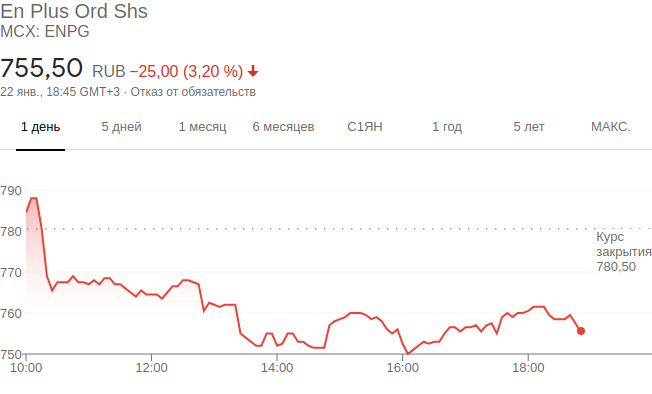 En Plus Ord Shs
MCX: ENPG
755,50 RUB −25,00 (3,20 %)
22 янв., 18:45 GMT+3 · Отказ от обязательств
1 день 5 дней 1 месяц 6 месяцев С1ЯН 1 год 5 лет МАКС.
790
780
Курс
закрытия
780,50
770
760
750
10:00 12:00 14:00 16:00 18:00